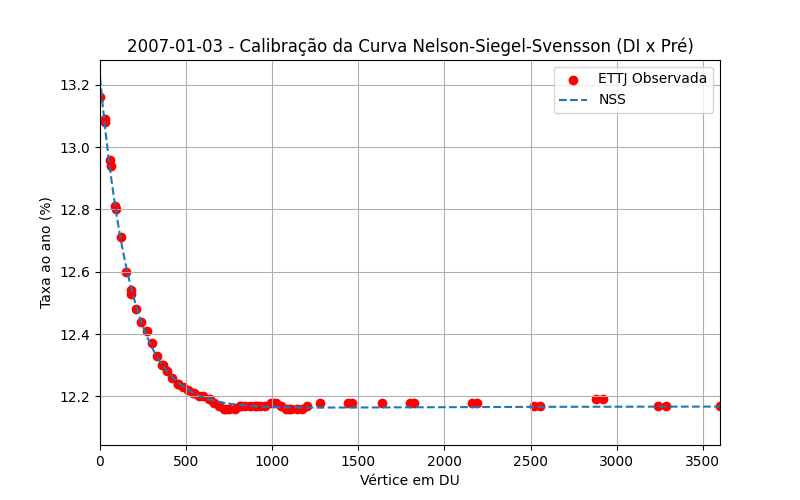 2007-01-03 - Calibração da Curva Nelson-Siegel-Svensson (DI x Pré)
ETTJ Observada
NSS
Taxa ao ano (%)
13.2
13.0
12.8
12.6
12.4
12.2
0 500 1000 1500 2000 2500 3000 3500
Vértice em DU